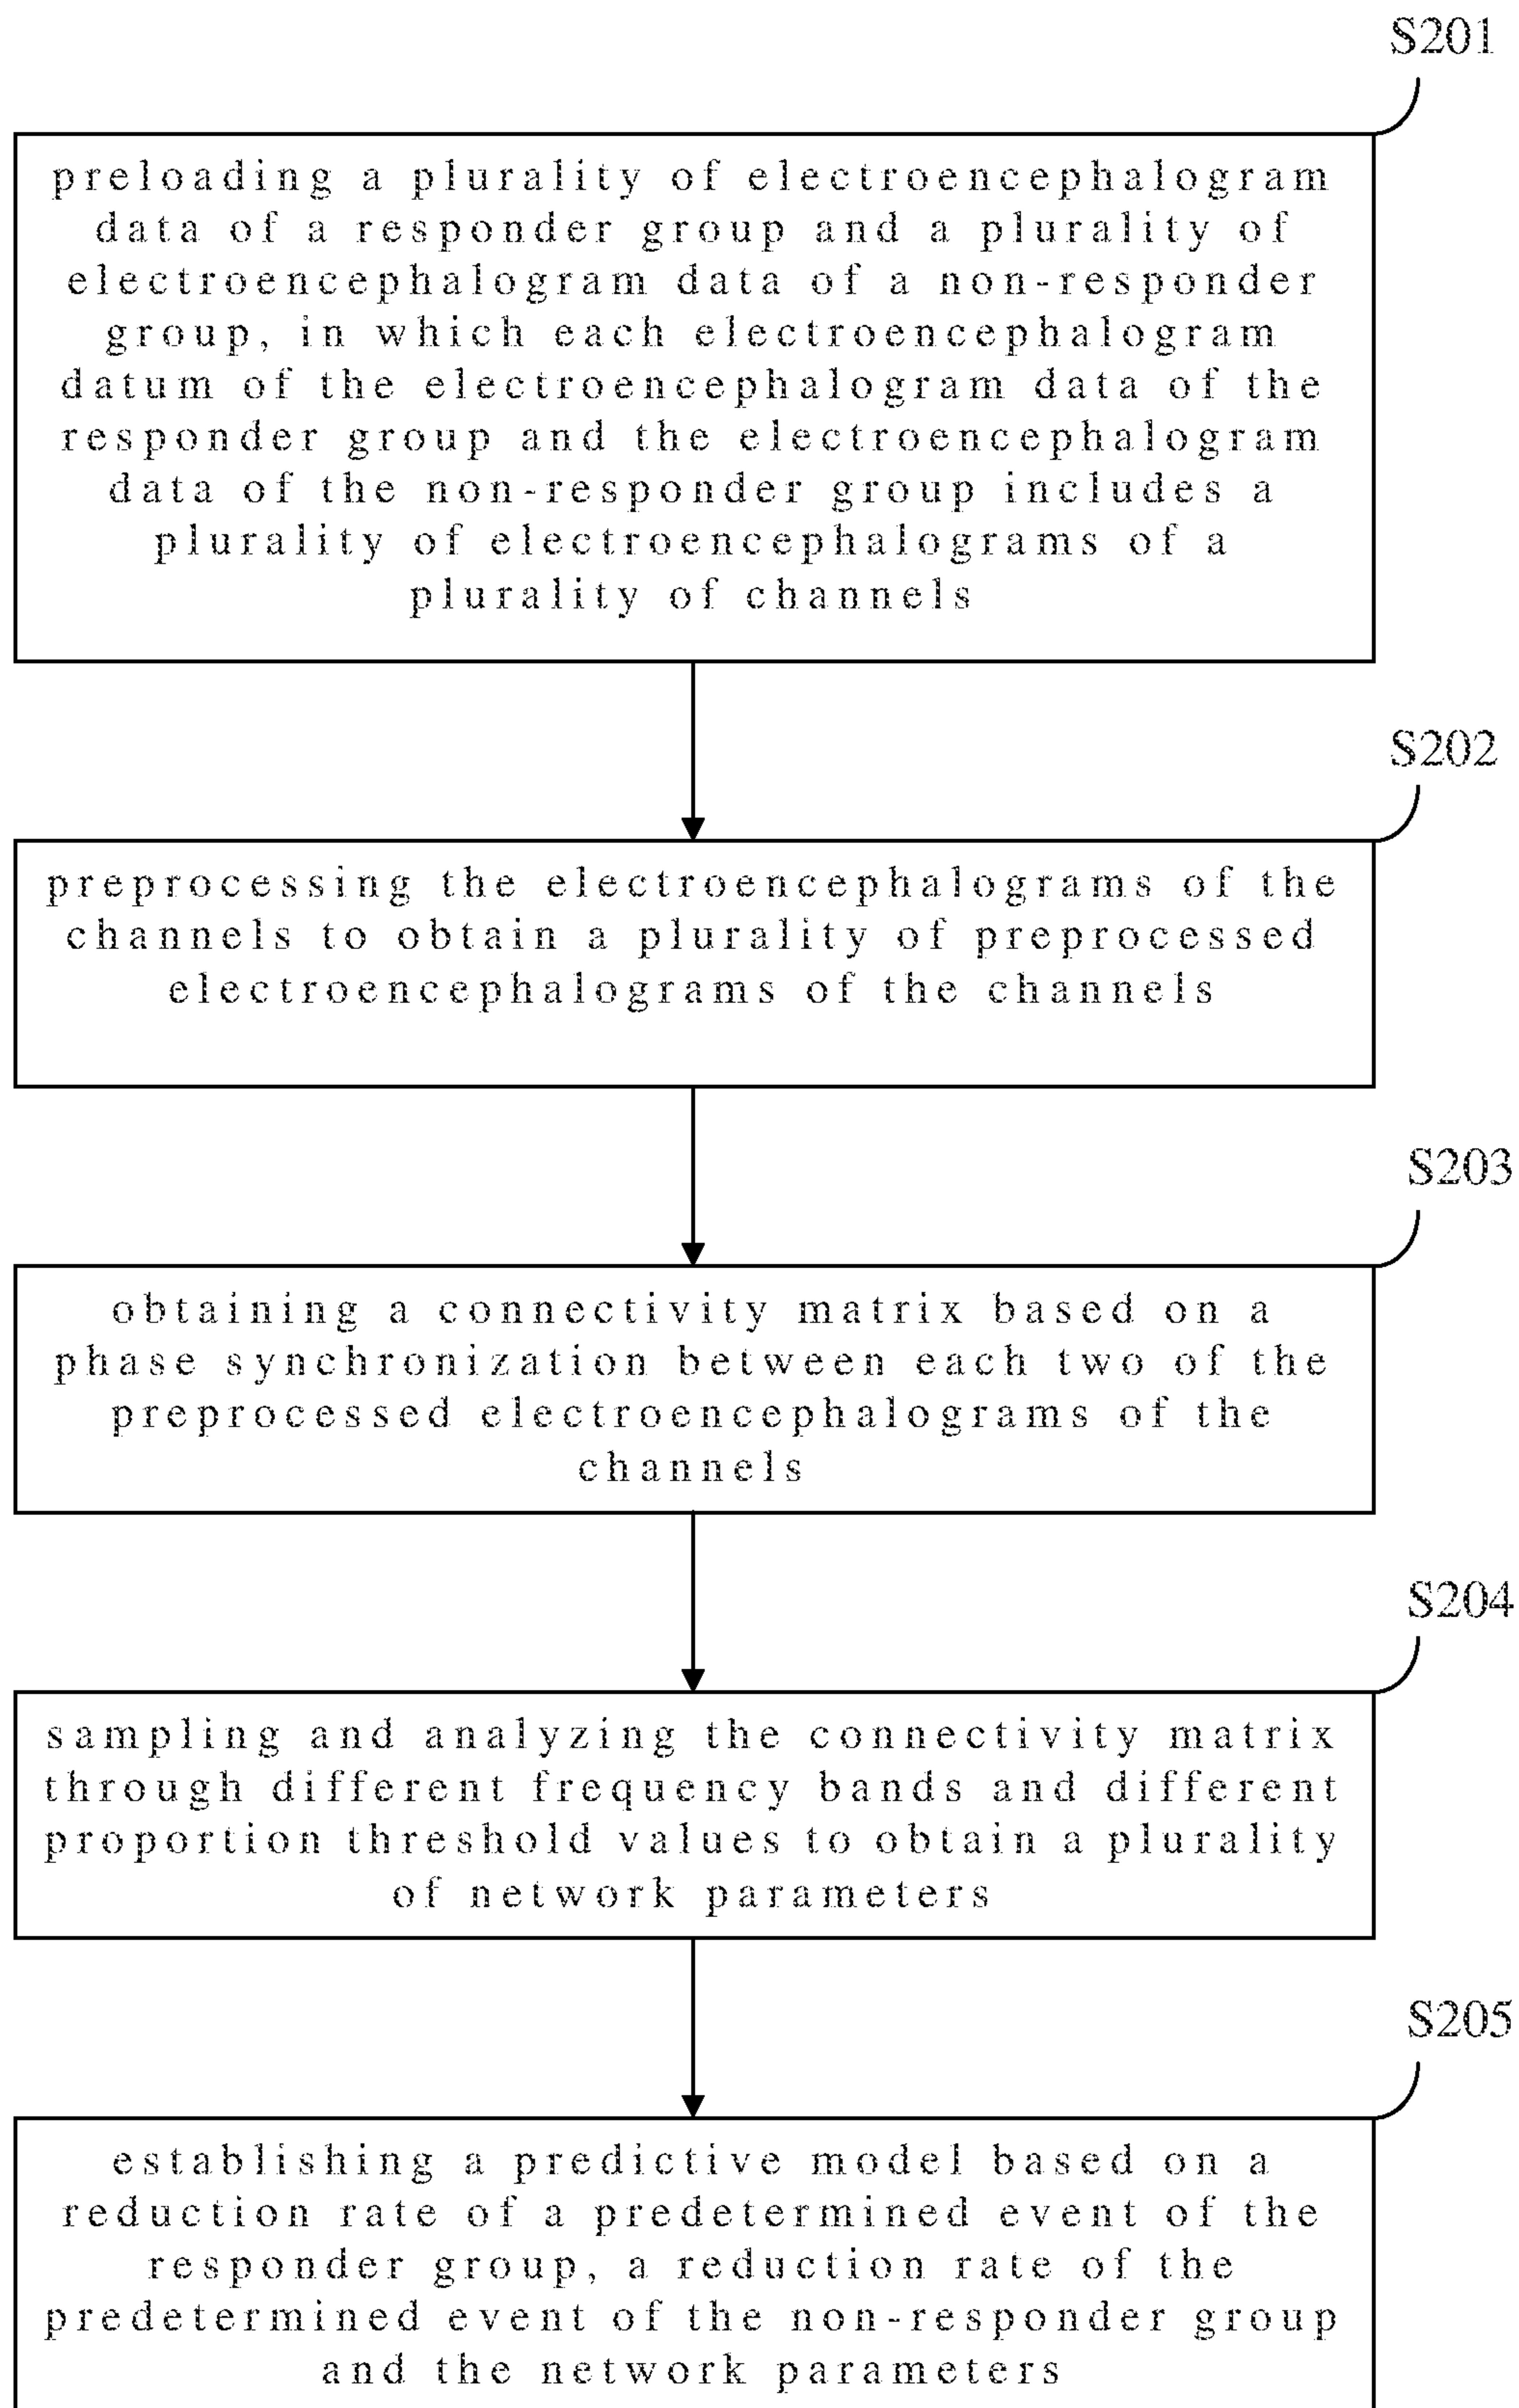 S201
preloading a plurality of electroencephalogram
data of a responder group and a plurality of
electroencephalogram data of a non-responder
group, in which each electroencephalogram
datum of the electroencephalogram data of the
responder group and the electroencephalogram
data of the non-responder group includes a
plurality of electroencephalograms of a
plurality of channels
S202
preprocessing the electroencephalograms of the
channels to obtain a plurality of preprocessed
electroencephalograms of the channels
S203
obtaining a connectivity matrix based on a
phase synchronization between each two of the
preprocessed electroencephalograms of the
channels
S204
sampling and analyzing the connectivity matrix
through different frequency bands and different
proportion threshold values to obtain a plurality
of network parameters
S205
establishing a predictive model based on a
reduction rate of a predetermined event of the
responder group, a reduction rate of the
predetermined event of the non-responder group
and the network parameters